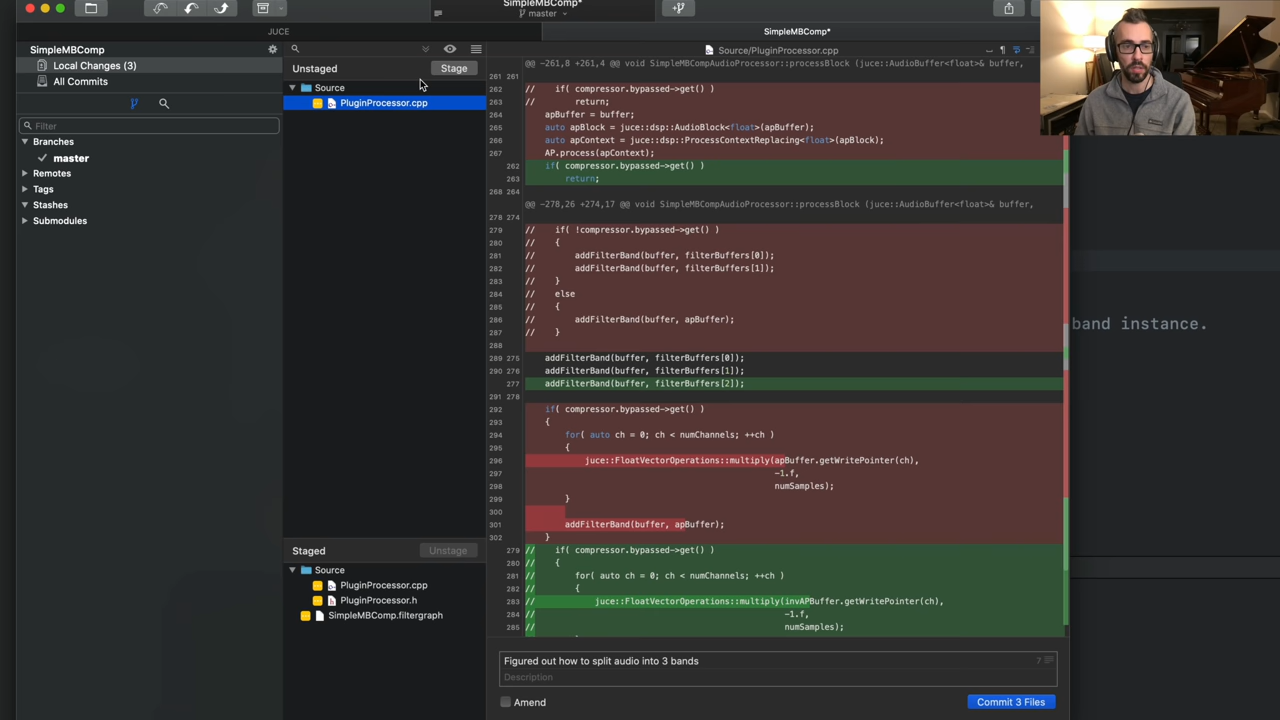 SimpleMBComp*
master
JUCE
SimpleMBComp*
SimpleMBComp
Local Changes (3)
All Commits
Filter
Branches
master
Remotes
Tags
Stashes
Submodules
Unstaged
Stage
Source
PluginProcessor.cpp
Staged
Unstage
Source
PluginProcessor.cpp
PluginProcessor.h
SimpleMBComp.filtergraph
Source/PluginProcessor.cpp
@@ -261,8 +261,4 @@ void SimpleMBCompAudioProcessor::processBlock (juce::AudioBuffer<float>& buffer,
261 261
262 // if( compressor.bypassed->get() )
263 // return;
264 apBuffer = buffer;
265 auto apBlock = juce::dsp::AudioBlock<float>(apBuffer);
266 auto apContext = juce::dsp::ProcessContextReplacing<float>(apBlock);
267 AP.process(apContext);
262 if( compressor.bypassed->get() )
263 return;
268 264
@@ -278,26 +274,17 @@ void SimpleMBCompAudioProcessor::processBlock (juce::AudioBuffer<float>& buffer,
278 274
279 // if( !compressor.bypassed->get() )
280 // {
281 // addFilterBand(buffer, filterBuffers[0]);
282 // addFilterBand(buffer, filterBuffers[1]);
283 // }
284 // else
285 // {
286 // addFilterBand(buffer, apBuffer);
287 // }
288
289 275 addFilterBand(buffer, filterBuffers[0]);
290 276 addFilterBand(buffer, filterBuffers[1]);
277 addFilterBand(buffer, filterBuffers[2]);
291 278
292 if( compressor.bypassed->get() )
293 {
294 for( auto ch = 0; ch < numChannels; ++ch )
295 {
296 juce::FloatVectorOperations::multiply(apBuffer.getWritePointer(ch),
297 -1.f,
298 numSamples);
299 }
300
301 addFilterBand(buffer, apBuffer);
302 }
279 // if( compressor.bypassed->get() )
280 // {
281 // for( auto ch = 0; ch < numChannels; ++ch )
282 // {
283 // juce::FloatVectorOperations::multiply(invAPBuffer.getWritePointer(ch),
284 // -1.f,
285 // numSamples);
band instance.
Figured out how to split audio into 3 bands
7
Description
Amend
Commit 3 Files